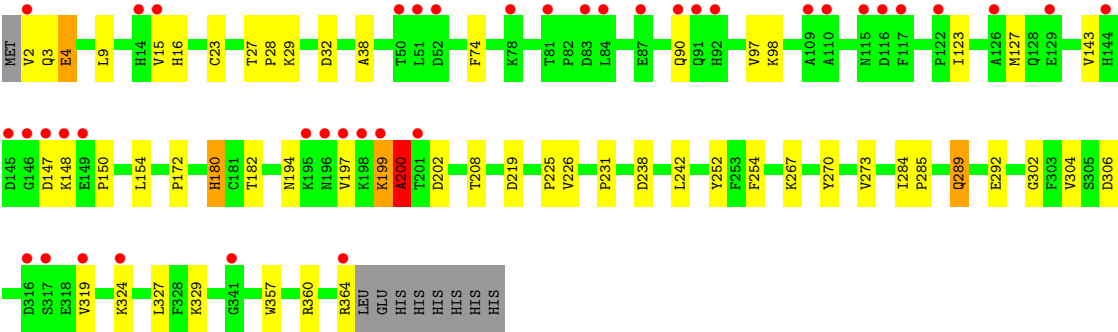 MET V2 Q3 E4 L9 H14 V15 H16 C23 T27 P28 K29 D32 A38 T50 L51 D52 F74 K78 T81 P82 D83 L84 E87 Q90 Q91 H92 V97 K98 A109 A110 N115 D116 F117 P122 I123 A126 M127 Q128 E129 V143 H144
D145 G146 D147 K148 E149 P150 L154 P172 H180 C181 T182 N194 K195 N196 V197 K198 K199 A200 T201 D202 T208 D219 P225 V226 P231 D238 L242 Y252 F253 F254 K267 Y270 V273 I284 P285 Q289 E292 G302 F303 V304 S305 D306
D316 S317 E318 V319 K324 L327 F328 K329 G341 W357 R360 R364 LEU GLU HIS HIS HIS HIS HIS HIS